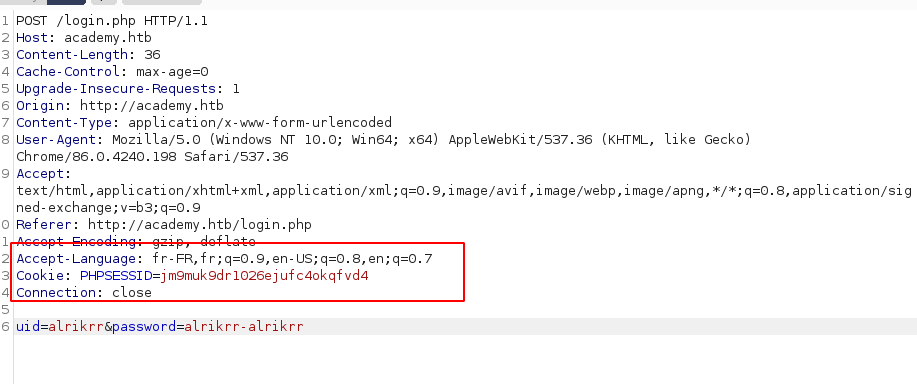 1 POST /login.php HTTP/1.1
2 Host: academy.htb
3 Content-Length: 36
4 Cache-Control: max-age=0
5 Upgrade-Insecure-Requests: 1
6 Origin: http://academy.htb
7 Content-Type: application/x-www-form-urlencoded
8 User-Agent: Mozilla/5.0 (Windows NT 10.0; Win64; x64) AppleWebKit/537.36 (KHTML, like Gecko)
Chrome/86.0.4240.198 Safari/537.36
9 Accept:
text/html,application/xhtml+xml,application/xml;q=0.9,image/avif,image/webp,image/apng,*/*;q=0.8,application/sig
ned-exchange;v=b3;q=0.9
0 Referer: http://academy.htb/login.php
1 Accept-Encoding: gzip, deflate
2 Accept-Language: fr-FR,fr;q=0.9,en-US;q=0.8,en;q=0.7
3 Cookie: PHPSESSID=jm9muk9dr1026ejufc4okqfvd4
4 Connection: close
5
6 uid=alrikrr&password=alrikrr-alrikrr